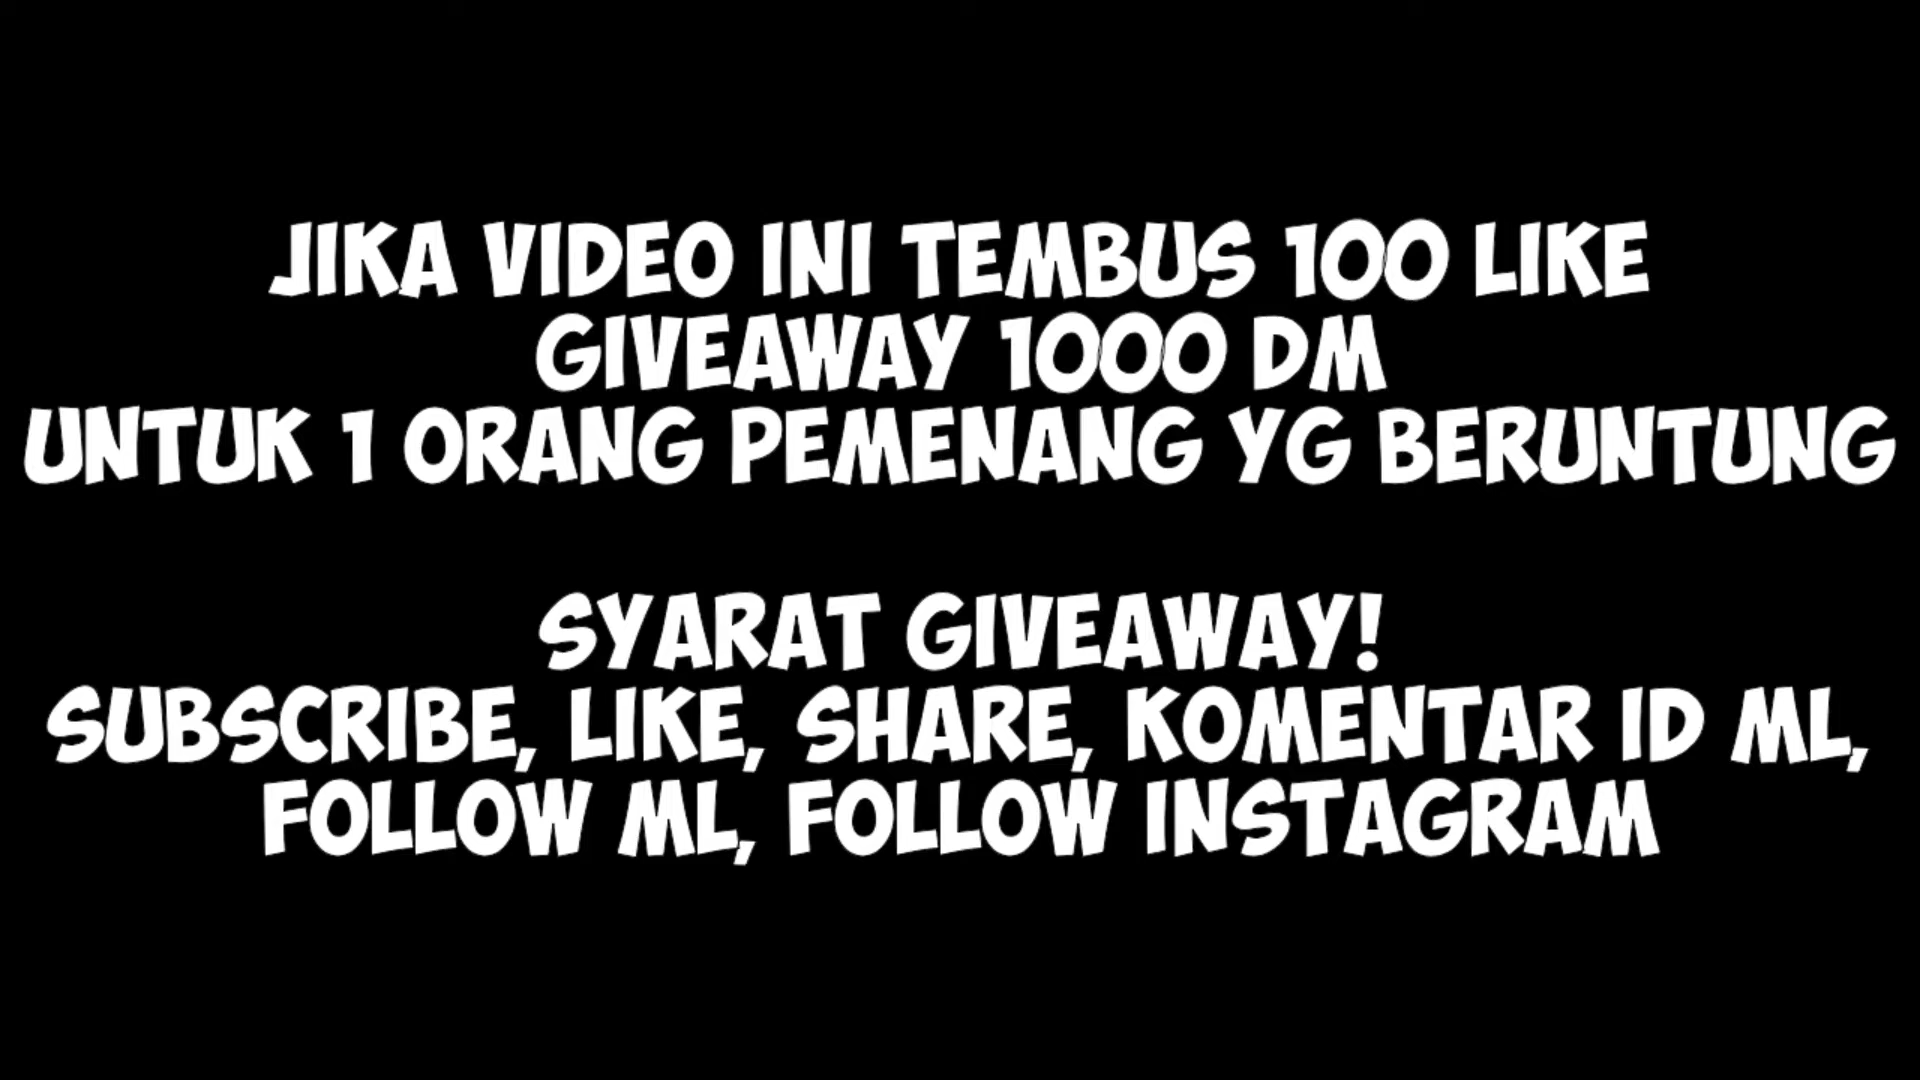 JIKA VIDEO INI TEMBUS 100 LIKE
GIVEAWAY 1000 DM
UNTUK 1 ORANG PEMENANG YG BERUNTUNG
SYARAT GIVEAWAY!
SUBSCRIBE, LIKE, SHARE, KOMENTAR ID ML,
FOLLOW ML, FOLLOW INSTAGRAM